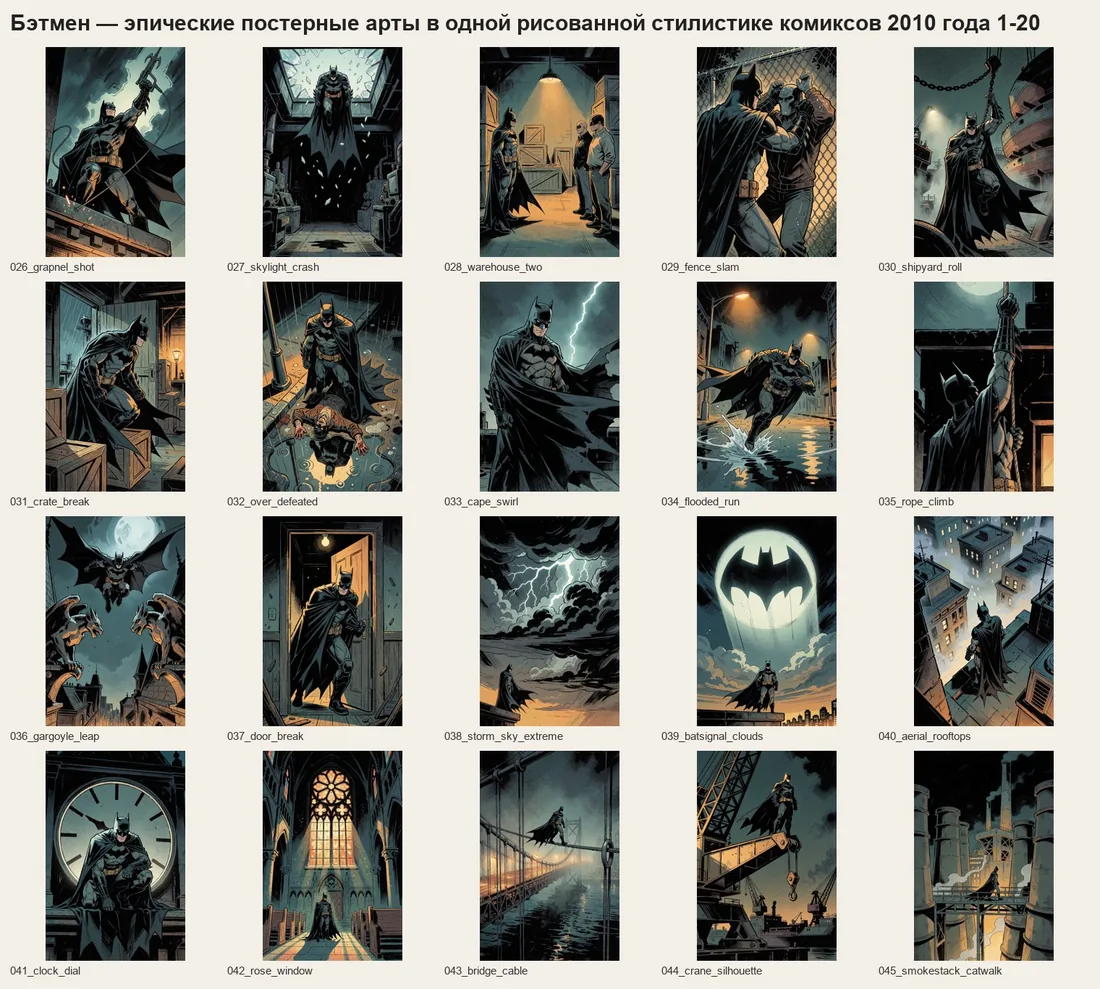 Бэтмен — эпические постерные арты в одной рисованной стилистике комиксов 2010 года 1-20
026_grapnel_shot
027_skylight_crash
028_warehouse_two
029_fence_slam
030_shipyard_roll
031_crate_break
032_over_defeated
033_cape_swirl
034_flooded_run
035_rope_climb
036_gargoyle_leap
037_door_break
038_storm_sky_extreme
039_batsignal_clouds
040_aerial_rooftops
041_clock_dial
042_rose_window
043_bridge_cable
044_crane_silhouette
045_smokestack_catwalk